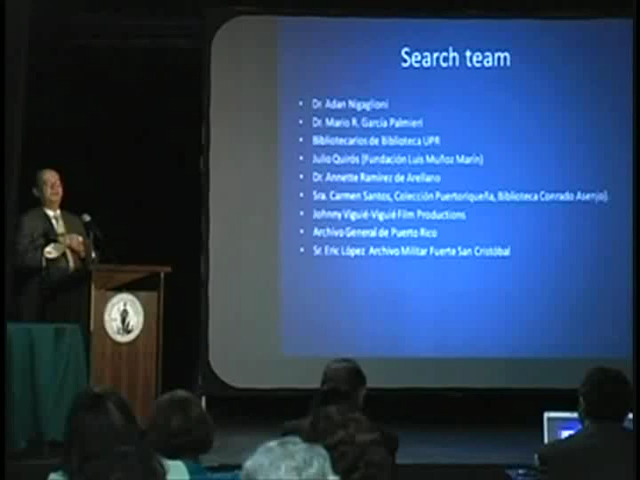 Search team
• Dr. Adan Nigaglioni
• Dr. Mario R. García Palmieri
• Bibliotecarios de Biblioteca UPR
• Julio Quirós (Fundación Luis Muñoz Marín)
• Dr. Annette Ramírez de Arellano
• Sra. Carmen Santos, Colección Puertorriqueña, Biblioteca Conrado Asenjo).
• Johnny Viguié-Viguié Film Productions
• Archivo General de Puerto Rico
• Sr. Eric López Archivo Militar Fuerte San Cristóbal